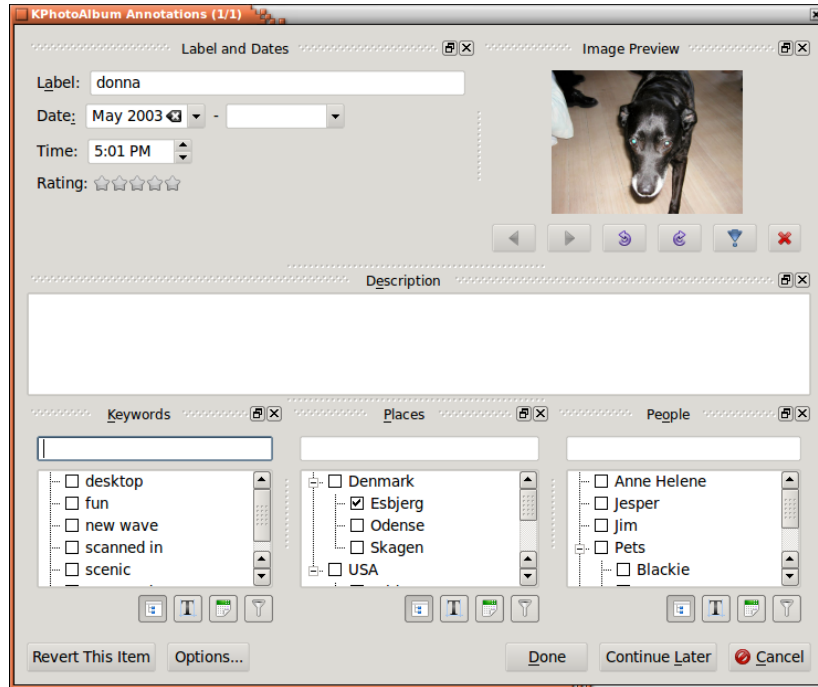 KPhotoAlbum Annotations (1/1)
Label and Dates
Image Preview
Label: donna
Date: May 2003 -
Time: 5:01 PM
Rating:
Description
Keywords
Places
People
desktop
fun
new wave
scanned in
scenic
Denmark
Esbjerg
Odense
Skagen
USA
Anne Helene
Jesper
Jim
Pets
Blackie
T
T
T
Revert This Item
Options...
Done
Continue Later
Cancel